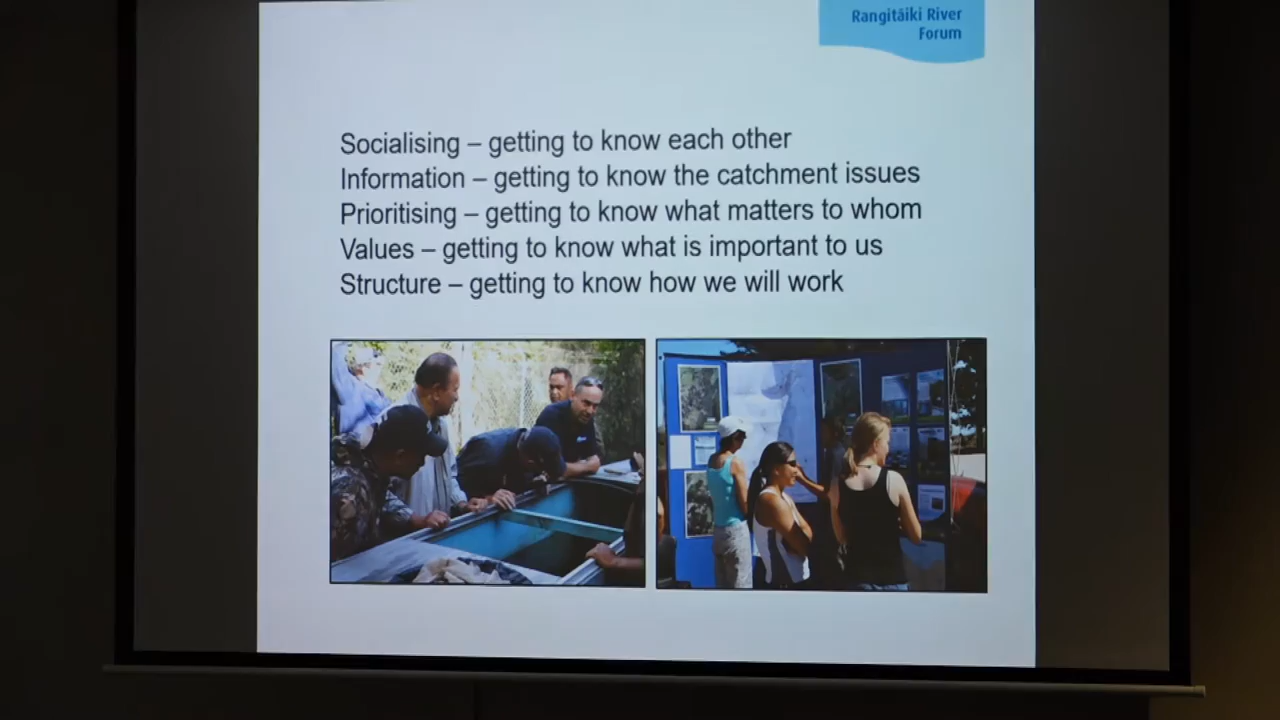 Rangitāiki River
Forum
Socialising – getting to know each other
Information – getting to know the catchment issues
Prioritising – getting to know what matters to whom
Values – getting to know what is important to us
Structure – getting to know how we will work